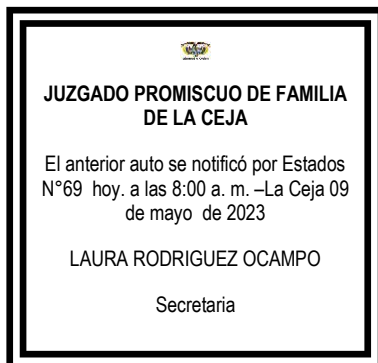 JUZGADO PROMISCUO DE FAMILIA
DE LA CEJA
El anterior auto se notificó por Estados
N°69 hoy. a las 8:00 a. m. –La Ceja 09
de mayo de 2023
LAURA RODRIGUEZ OCAMPO
Secretaria